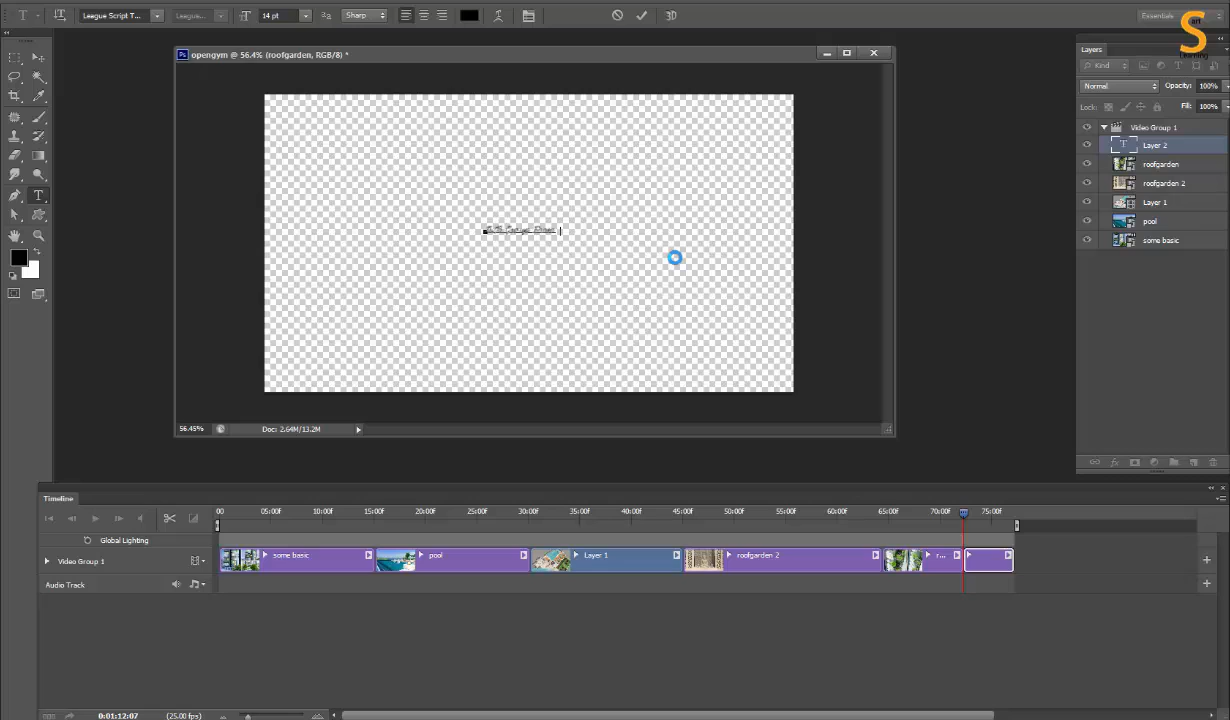 League Script T...
League...
14 pt
Sharp
3D
Essentials
art
S
Learning
Ps opengym @ 56.4% (roofgarden, RGB/8) *
Layers
Kind
Normal
Opacity: 100%
Lock:
Fill: 100%
Video Group 1
Layer 2
roofgarden
roofgarden 2
Layer 1
pool
some basic
56.45%
Doc: 2.64M/13.2M
Timeline
00
05:00f
10:00f
15:00f
20:00f
25:00f
30:00f
35:00f
40:00f
45:00f
50:00f
55:00f
60:00f
65:00f
70:00f
75:00f
Global Lighting
Video Group 1
some basic
pool
Layer 1
roofgarden 2
r...
Audio Track
0:01:12:07
(25.00 fps)